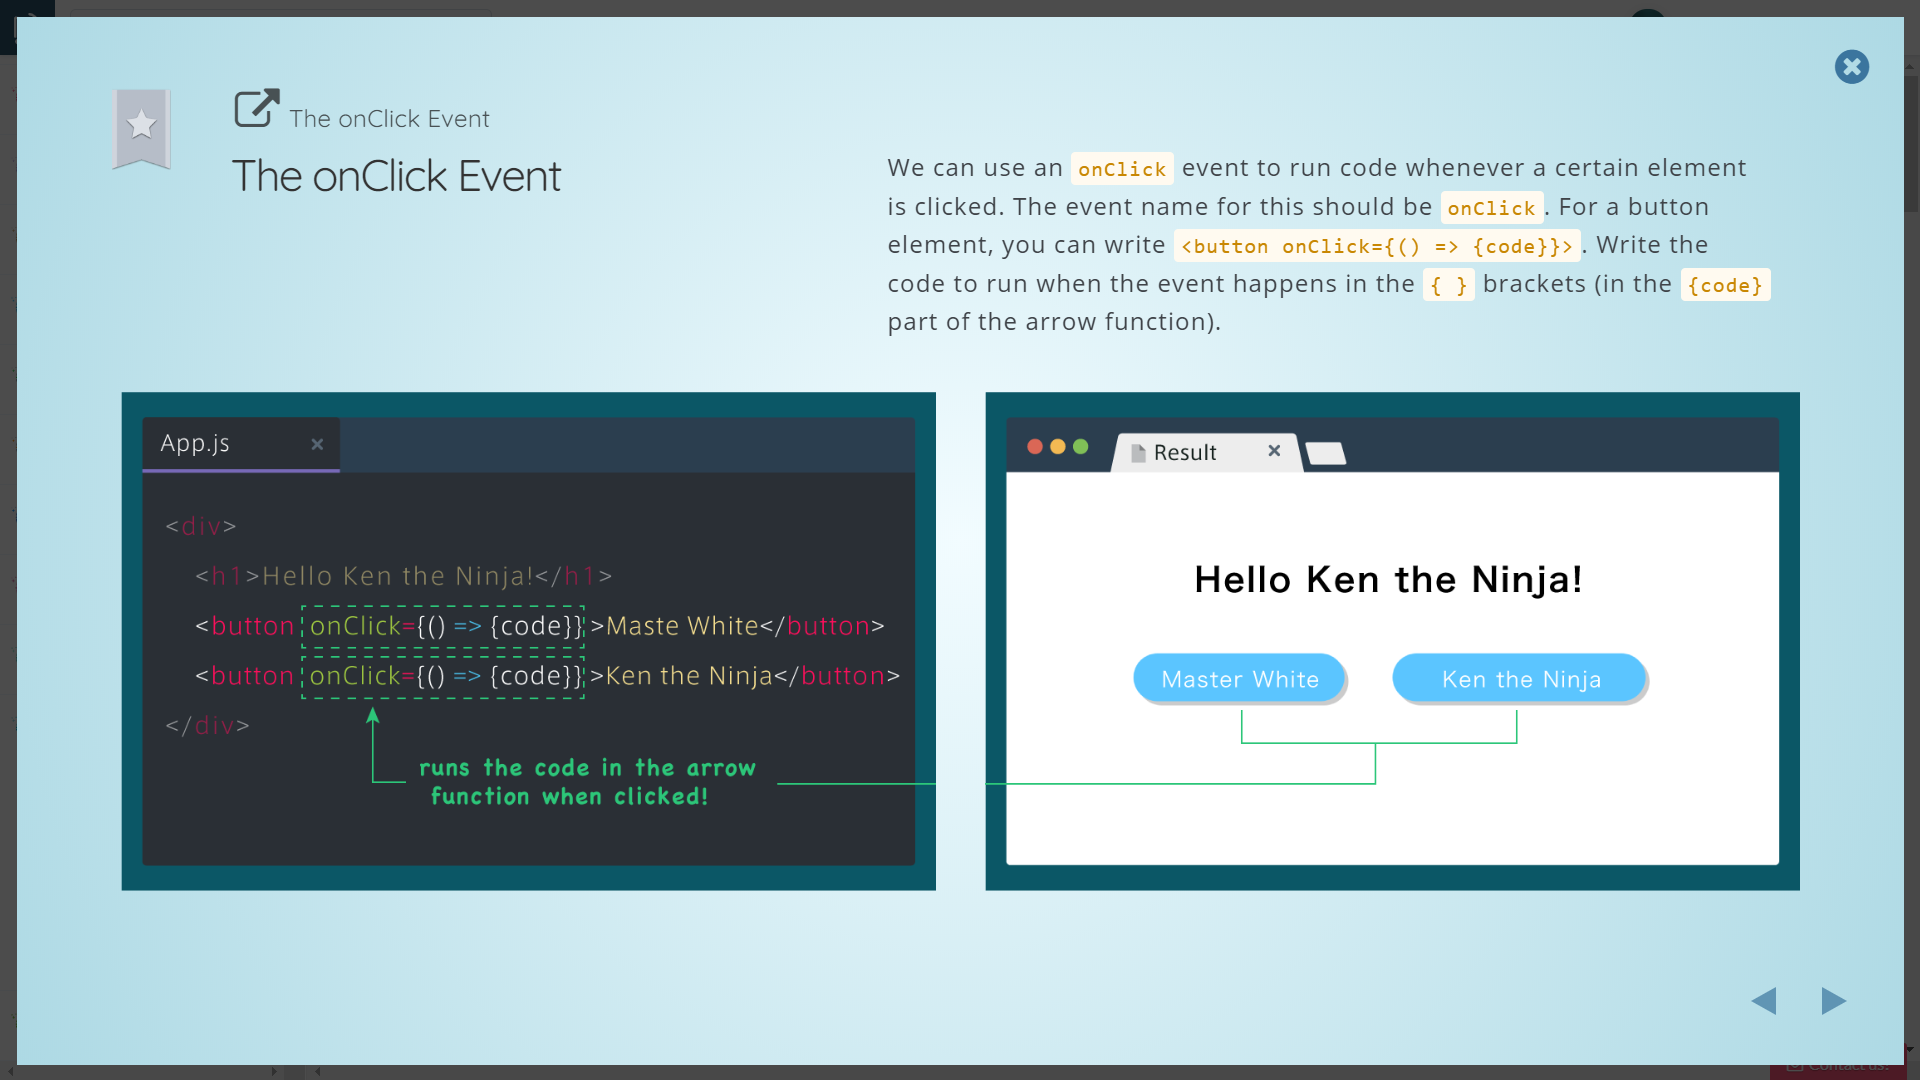 The onClick Event
The onClick Event
We can use an onClick event to run code whenever a certain element
is clicked. The event name for this should be onClick. For a button
element, you can write <button onClick={() => {code}}>. Write the
code to run when the event happens in the { } brackets (in the {code}
part of the arrow function).
App.js
<div>
<h1>Hello Ken the Ninja!</h1>
<button onClick={() => {code}}>Maste White</button>
<button onClick={() => {code}}>Ken the Ninja</button>
</div>
runs the code in the arrow
function when clicked!
Result
Hello Ken the Ninja!
Master White
Ken the Ninja
Contact us!